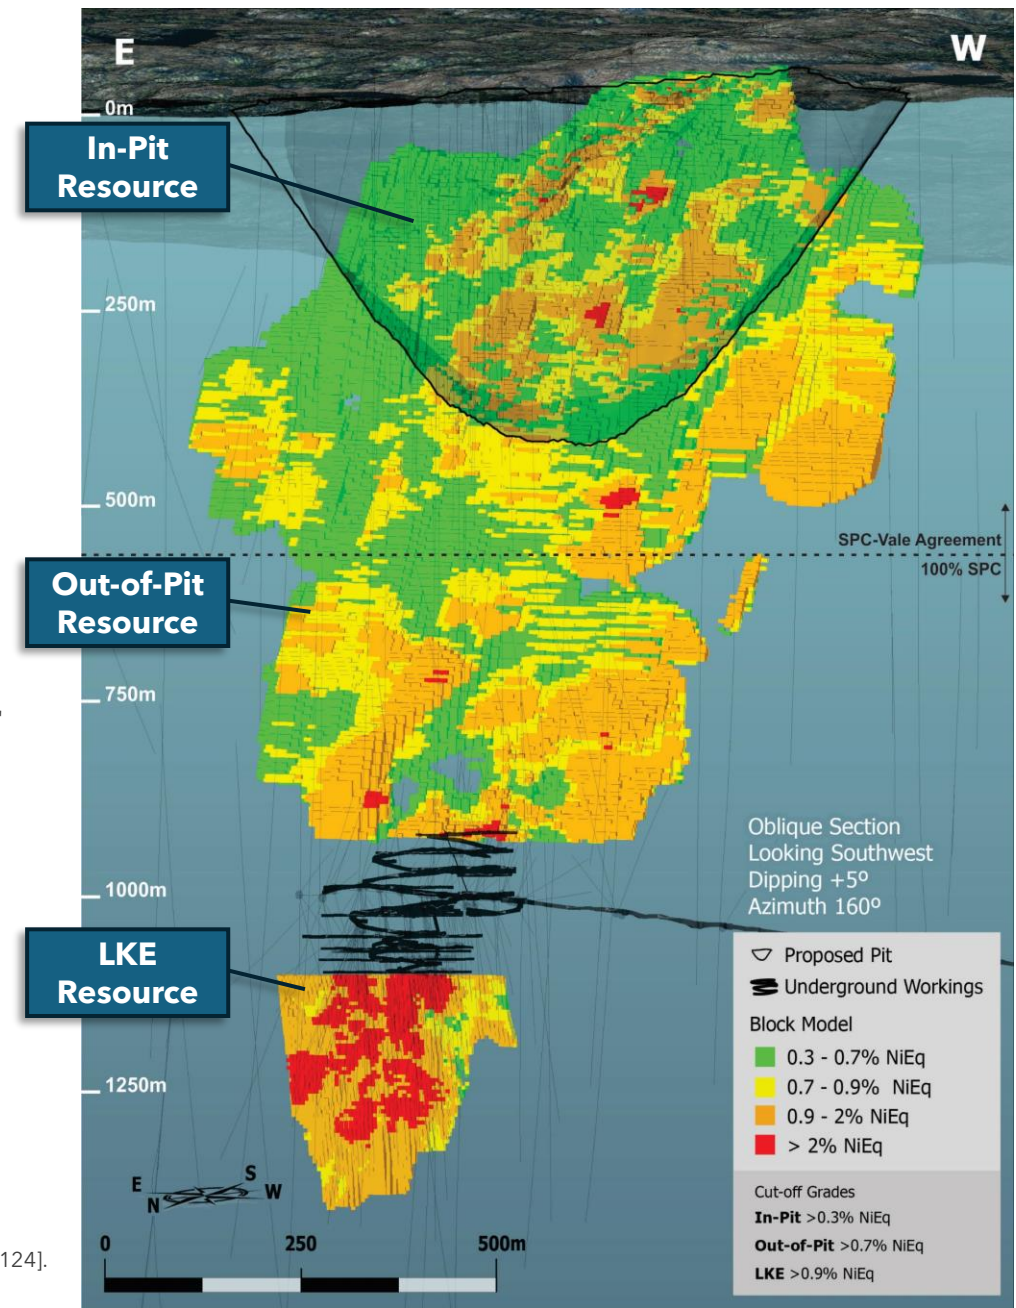 E
W
0m
In-Pit
Resource
250m
500m
SPC-Vale Agreement
100% SPC
Out-of-Pit
Resource
750m
Oblique Section
Looking Southwest
Dipping +5º
Azimuth 160º
1000m
LKE
Resource
Proposed Pit
Underground Workings
Block Model
0.3 - 0.7% NiEq
0.7 - 0.9% NiEq
0.9 - 2% NiEq
> 2% NiEq
1250m
E
S
N
W
Cut-off Grades
In-Pit >0.3% NiEq
Out-of-Pit >0.7% NiEq
LKE >0.9% NiEq
0 250 500m
124].